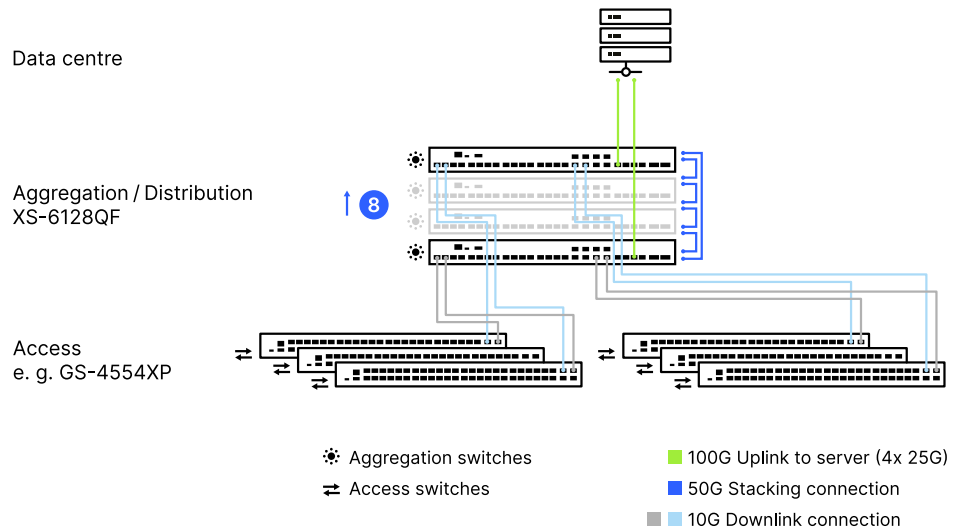 Data centre
Aggregation / Distribution
XS-6128QF
8
Access
e. g. GS-4554XP
Aggregation switches
Access switches
100G Uplink to server (4x 25G)
50G Stacking connection
10G Downlink connection